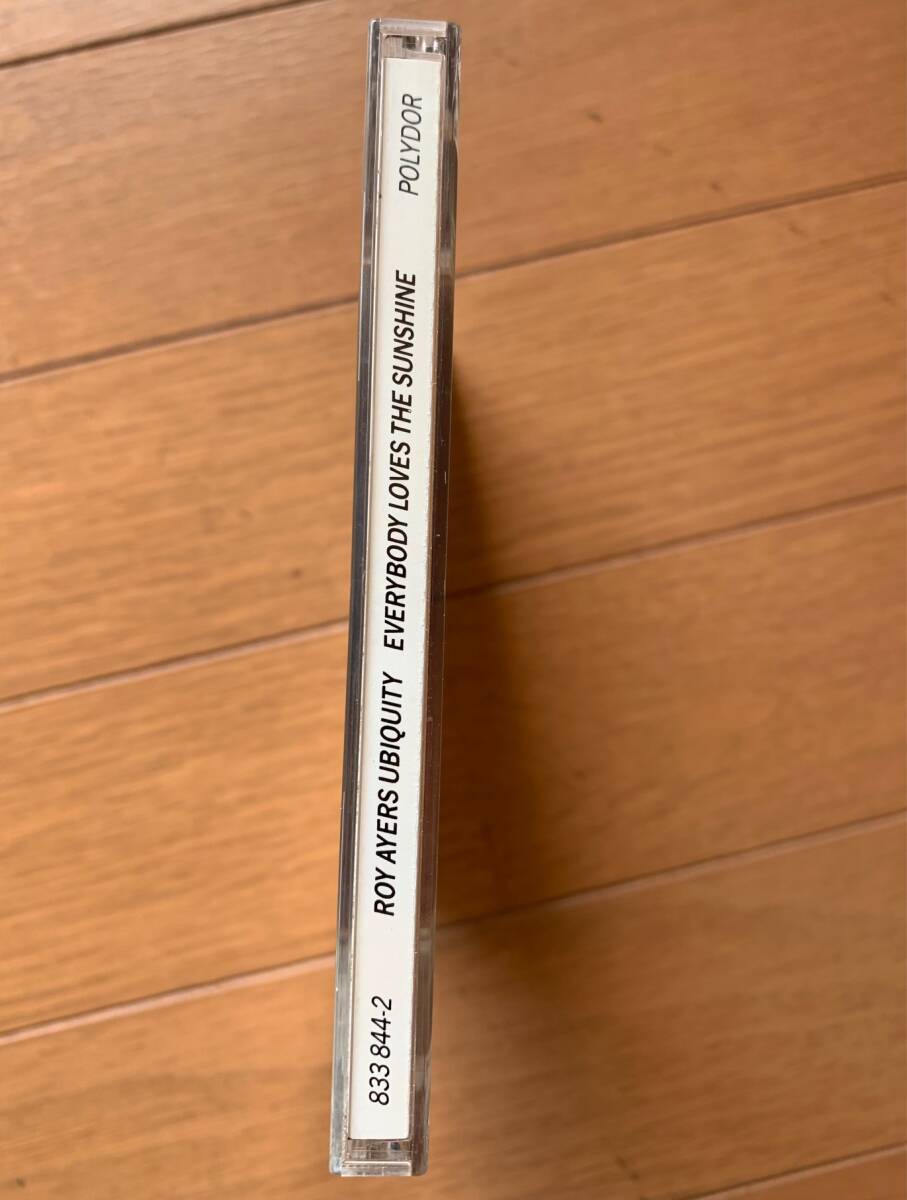 833 844-2 ROY AYERS UBIQUITY EVERYBODY LOVES THE SUNSHINE POLYDOR